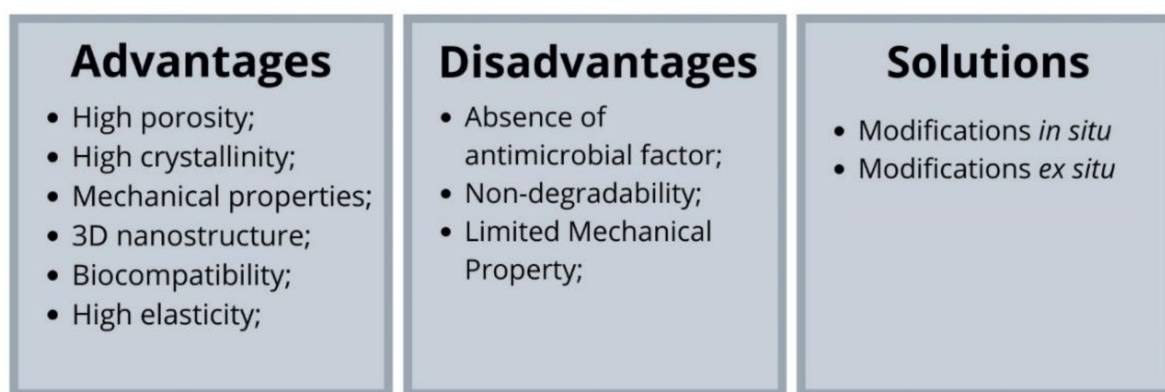 Advantages
• High porosity;
• High crystallinity;
• Mechanical properties;
• 3D nanostructure;
• Biocompatibility;
• High elasticity;
Disadvantages
• Absence of
antimicrobial factor;
• Non-degradability;
• Limited Mechanical
Property;
Solutions
• Modifications in situ
• Modifications ex situ